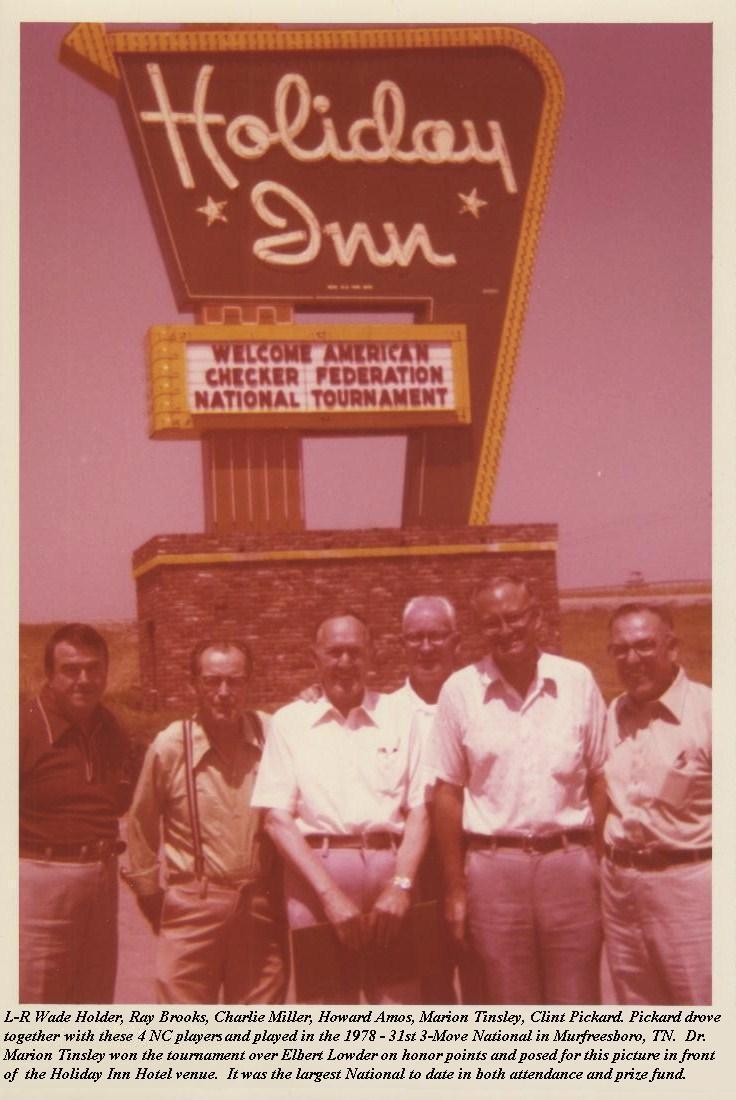 Holiday
Inn
WELCOME AMERICAN
CHECKER FEDERATION
NATIONAL TOURNAMENT
L-R Wade Holder, Ray Brooks, Charlie Miller, Howard Amos, Marion Tinsley, Clint Pickard. Pickard drove
together with these 4 NC players and played in the 1978 - 31st 3-Move National in Murfreesboro, TN. Dr.
Marion Tinsley won the tournament over Elbert Lowder on honor points and posed for this picture in front
of the Holiday Inn Hotel venue. It was the largest National to date in both attendance and prize fund.